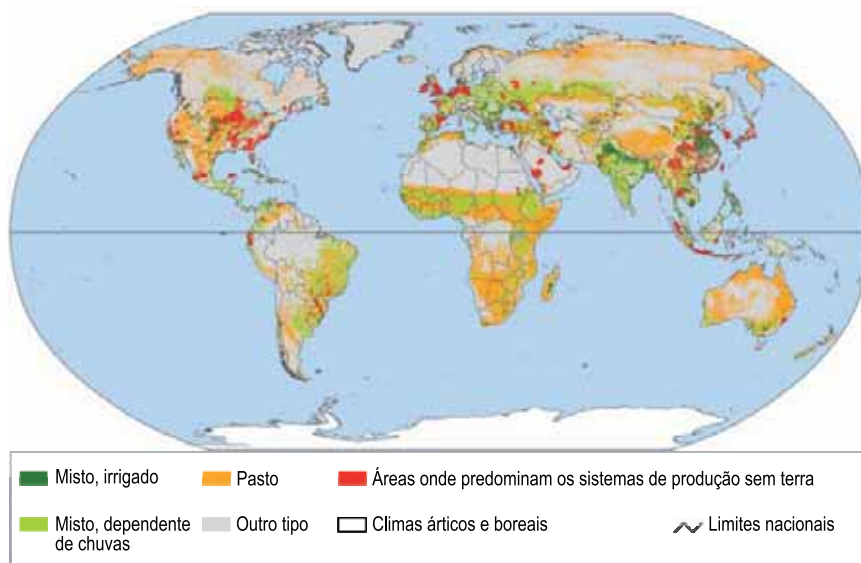 Misto, irrigado
Pasto
Áreas onde predominam os sistemas de produção sem terra
Misto, dependente
de chuvas
Outro tipo
Climas árticos e boreais
Limites nacionais